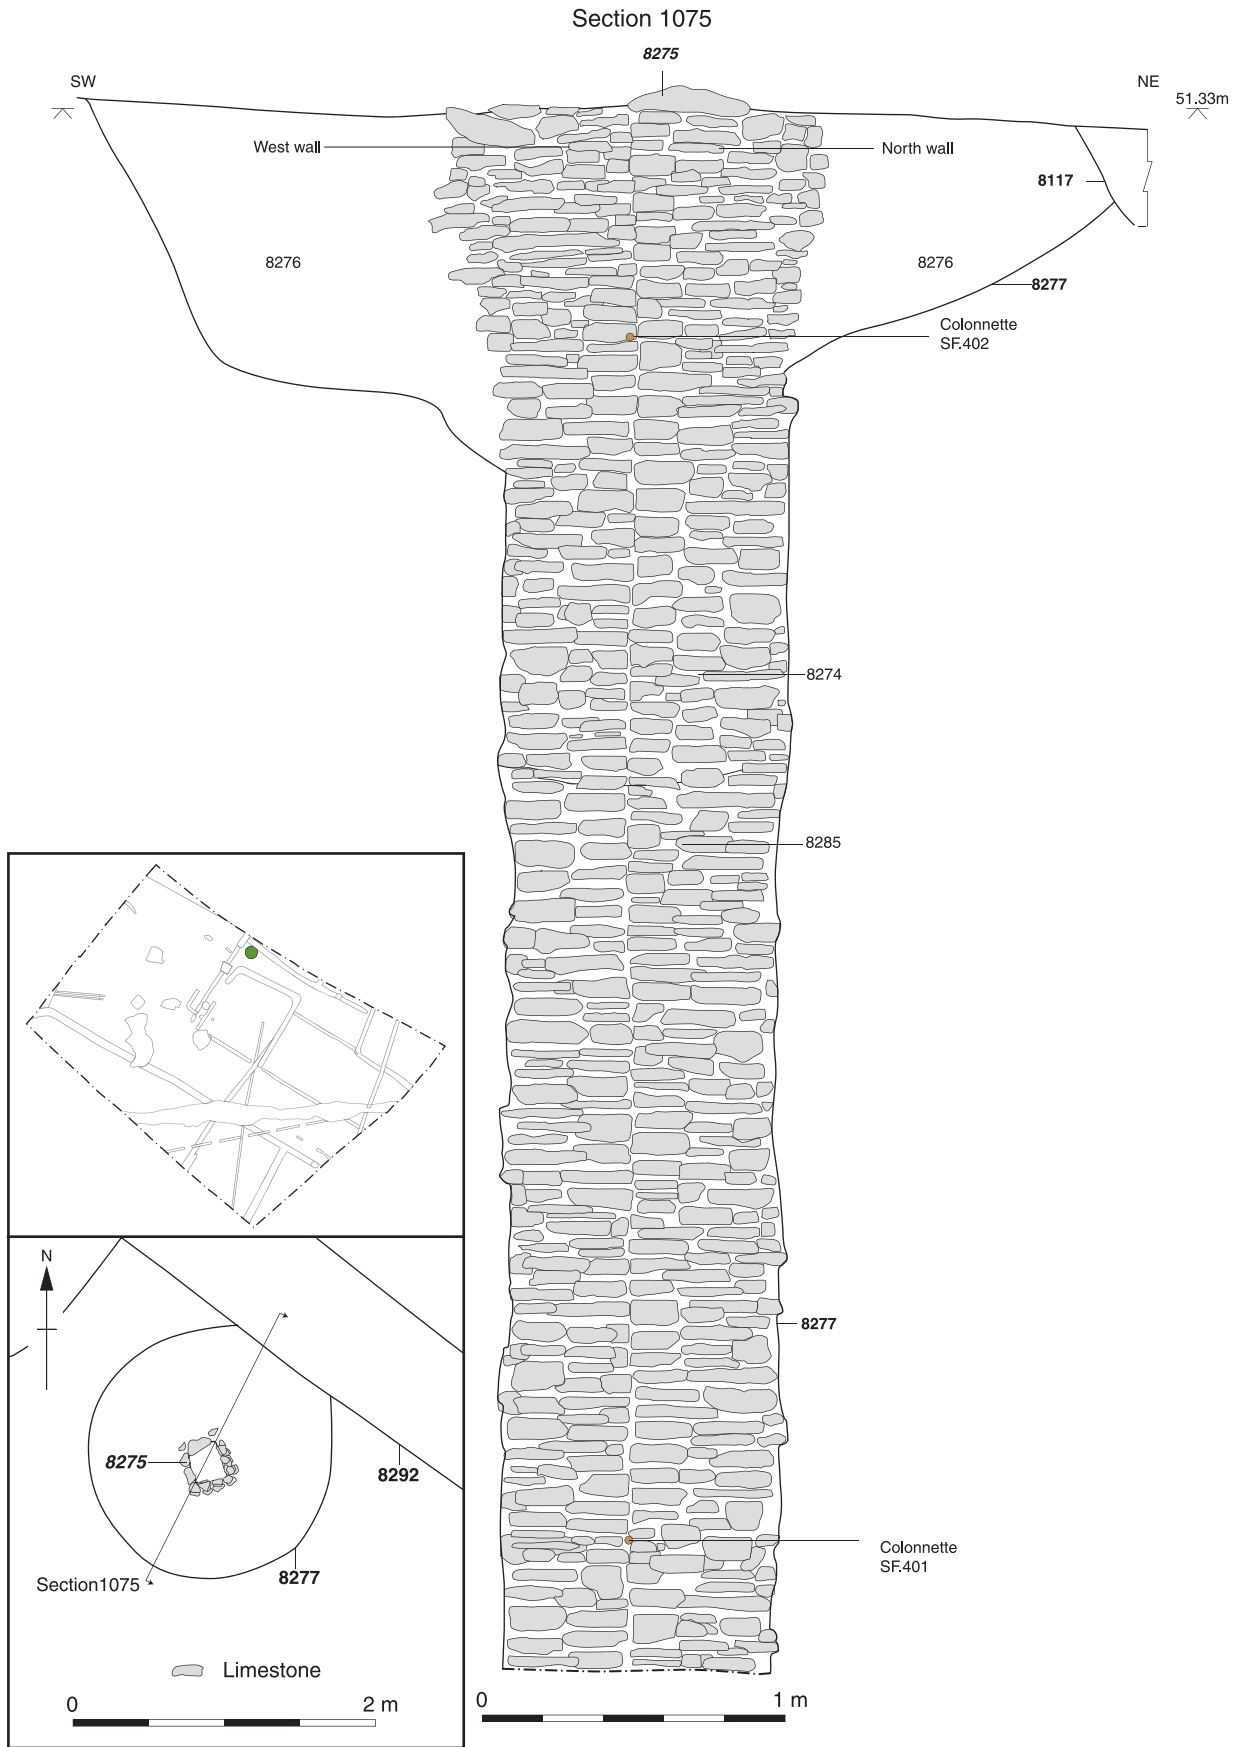 Section 1075
8275
SW
NE
51.33m
West wall
North wall
8117
8276
8276
8277
Colonnette
SF.402
8274
8285
8277
Colonnette
SF.401
N
8275
8292
8277
Section1075
Limestone
0 2 m
0 1 m